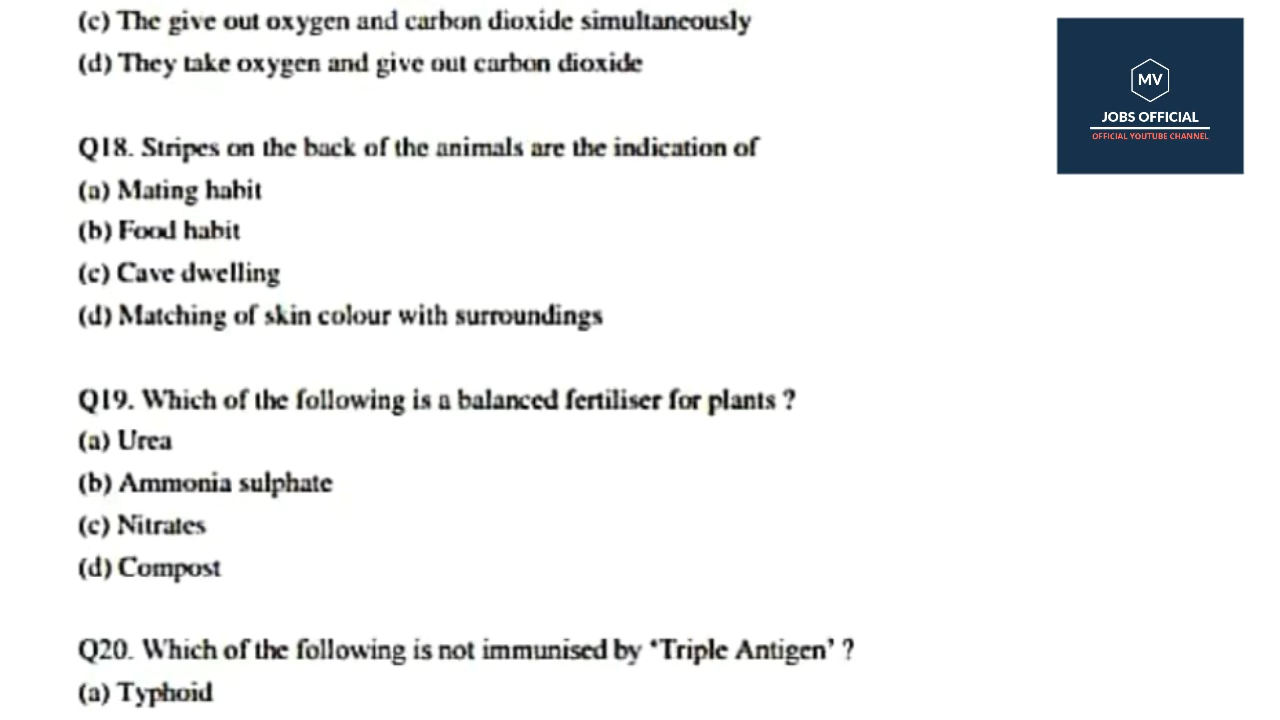 (c) The give out oxygen and carbon dioxide simultaneously
(d) They take oxygen and give out carbon dioxide
Q18. Stripes on the back of the animals are the indication of
(a) Mating habit
(b) Food habit
(c) Cave dwelling
(d) Matching of skin colour with surroundings
Q19. Which of the following is a balanced fertiliser for plants ?
(a) Urea
(b) Ammonia sulphate
(c) Nitrates
(d) Compost
Q20. Which of the following is not immunised by ‘Triple Antigen’ ?
(a) Typhoid
MV
JOBS OFFICIAL
OFFICIAL YOUTUBE CHANNEL